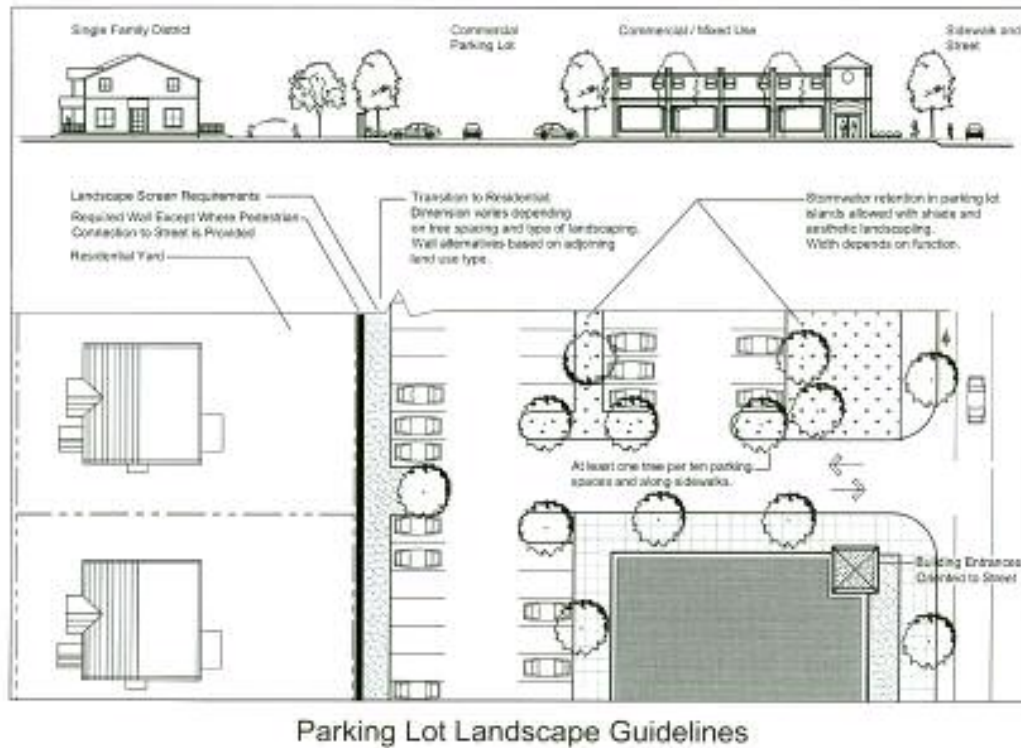 Single Family District
Commercial
Parking Lot
Commercial / Mixed Use
Sidewalk and
Street
Landscape Screen Requirements
Required Wall Except Where Pedestrian
Connection to Street is Provided
Residential Yard
Transition to Residential:
Dimension varies depending
on tree spacing and type of landscaping.
Wall alternatives based on adjoining
land use type.
Stormwater retention in parking lot
islands allowed with shade and
aesthetic landscaping.
Width depends on function.
At least one tree per ten parking
spaces and along sidewalks.
Building Entrances
Oriented to Street
Parking Lot Landscape Guidelines